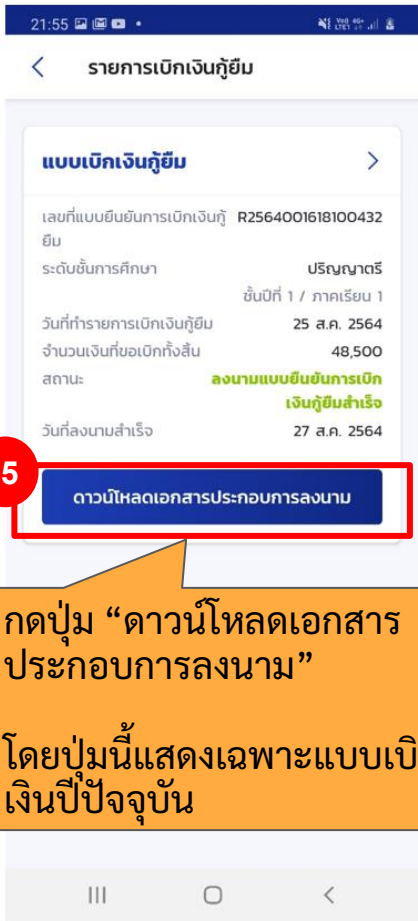 21:55
รายการเบิกเงินกู้ยืม
แบบเบิกเงินกู้ยืม
เลขที่แบบยืนยันการเบิกเงินกู้ R2564001618100432
ยืม
ระดับชั้นการศึกษา ปริญญาตรี
ชั้นปีที่ 1 / ภาคเรียน 1
วันที่ทำรายการเบิกเงินกู้ยืม 25 ส.ค. 2564
จำนวนเงินที่ขอเบิกทั้งสิ้น 48,500
สถานะ: ลงนามแบบยืนยันการเบิก
เงินกู้ยืมสำเร็จ
วันที่ลงนามสำเร็จ 27 ส.ค. 2564
5
ดาวน์โหลดเอกสารประกอบการลงนาม
กดปุ่ม “ดาวน์โหลดเอกสาร
ประกอบการลงนาม”
โดยปุ่มนี้แสดงเฉพาะแบบเบิ
เงินปีปัจจุบัน